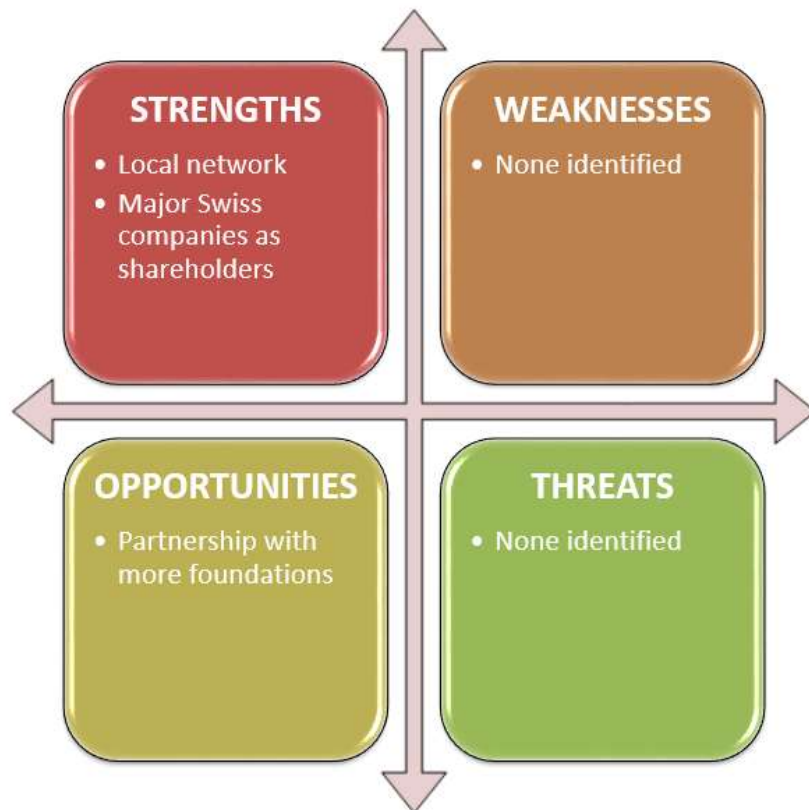 STRENGTHS
• Local network
• Major Swiss
companies as
shareholders
WEAKNESSES
• None identified
OPPORTUNITIES
• Partnership with
more foundations
THREATS
• None identified